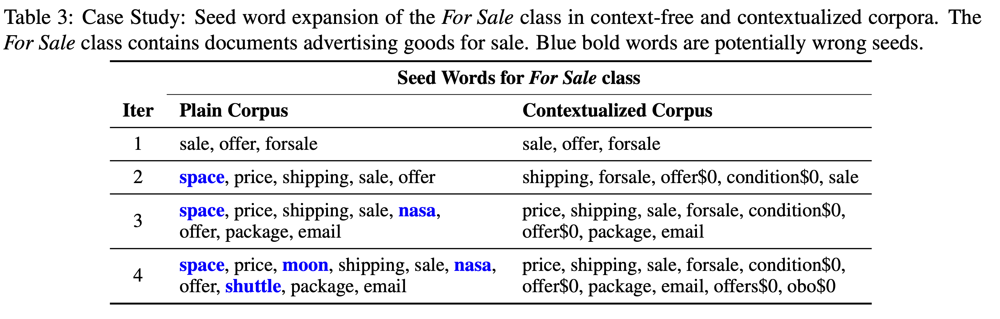 Table 3: Case Study: Seed word expansion of the For Sale class in context-free and contextualized corpora. The
For Sale class contains documents advertising goods for sale. Blue bold words are potentially wrong seeds.
Seed Words for For Sale class
Iter Plain Corpus Contextualized Corpus
1 sale, offer, forsale sale, offer, forsale
2 space, price, shipping, sale, offer shipping, forsale, offer$0, condition$0, sale
3 space, price, shipping, sale, nasa, price, shipping, sale, forsale, condition$0,
offer, package, email offer$0, package, email
4 space, price, moon, shipping, sale, nasa, price, shipping, sale, forsale, condition$0,
offer, shuttle, package, email offer$0, package, email, offers$0, obo$0